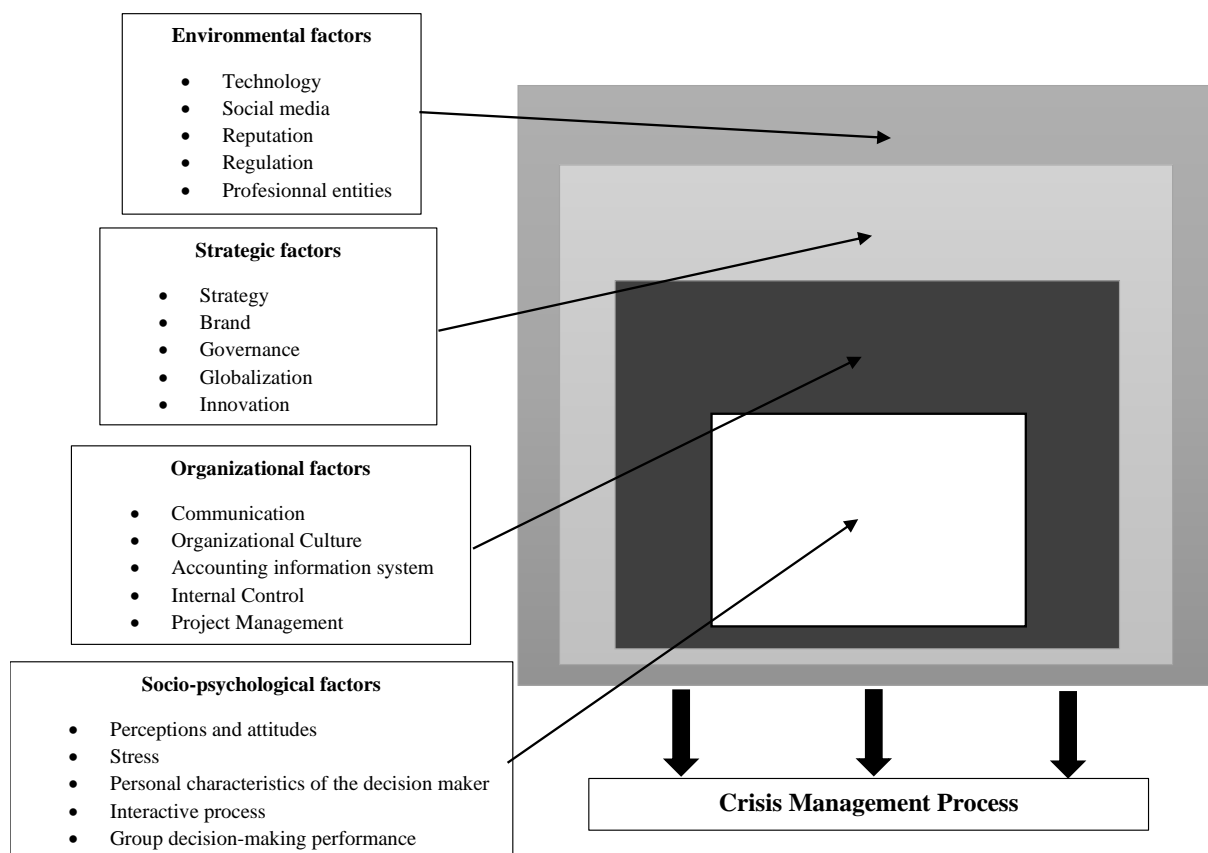 Environmental factors
• Technology
• Social media
• Reputation
• Regulation
• Profesionnal entities
Strategic factors
• Strategy
• Brand
• Governance
• Globalization
• Innovation
Organizational factors
• Communication
• Organizational Culture
• Accounting information system
• Internal Control
• Project Management
Socio-psychological factors
• Perceptions and attitudes
• Stress
• Personal characteristics of the decision maker
• Interactive process
• Group decision-making performance
Crisis Management Process